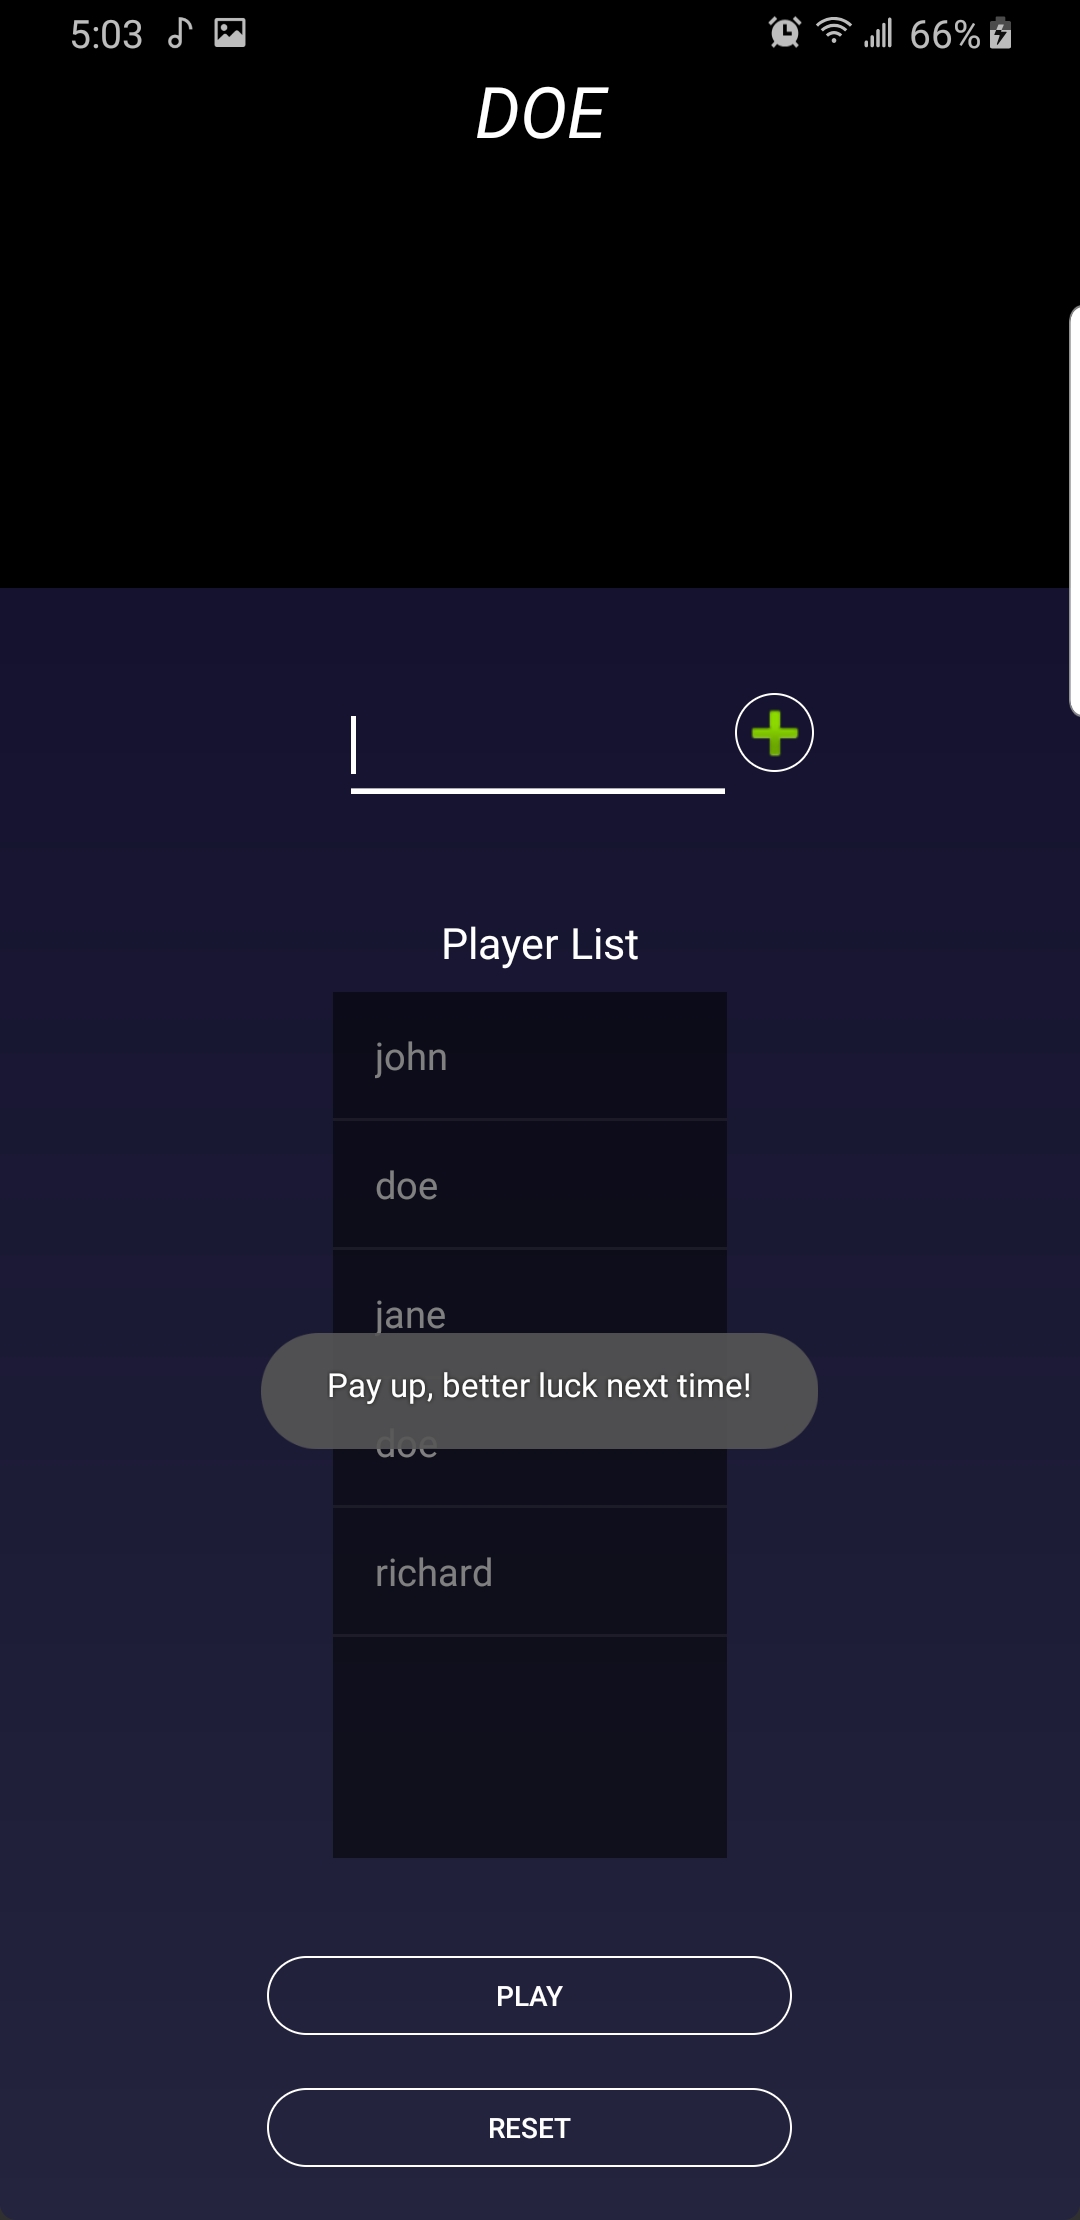 5:03 66%
DOE
Player List
john
doe
jane
Pay up, better luck next time!
doe
richard
PLAY
RESET